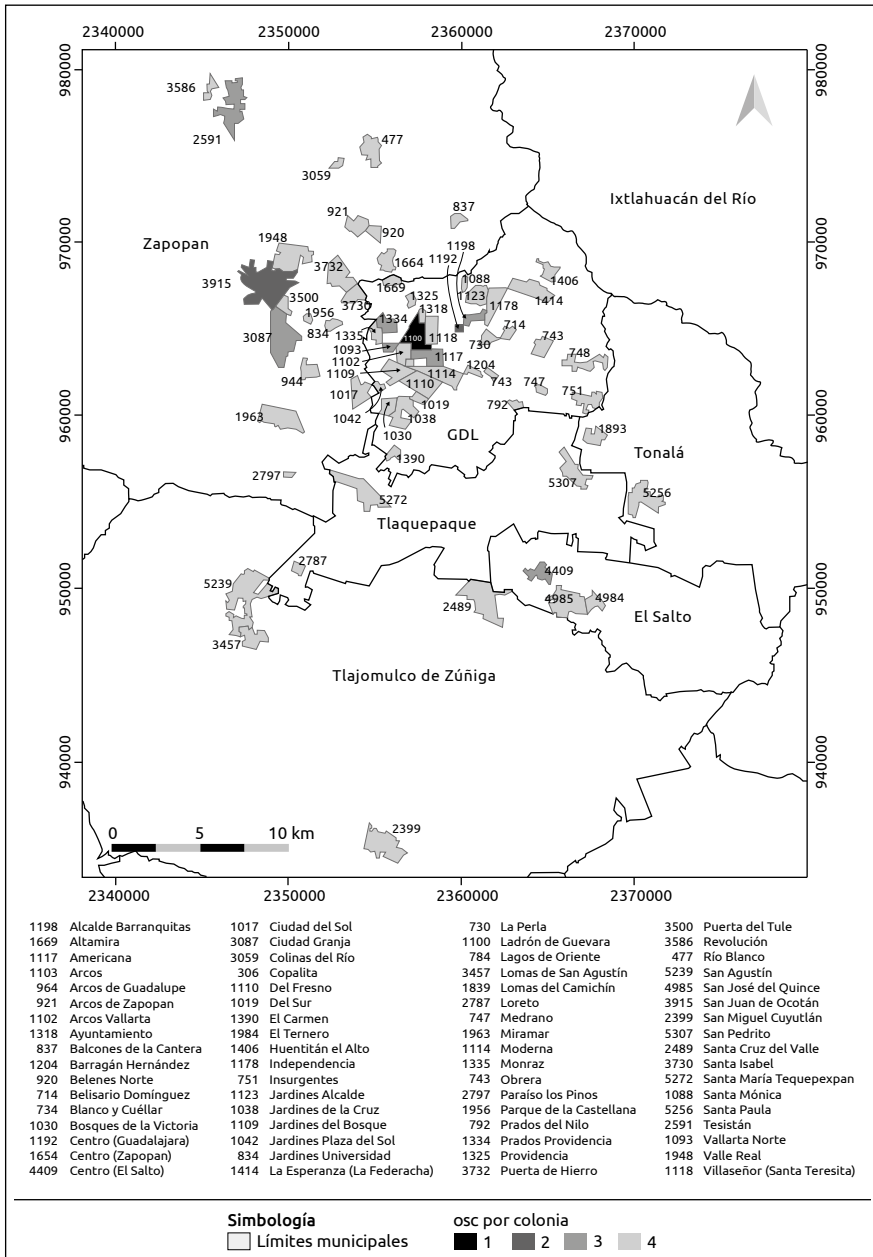 2340000 2350000 2360000 2370000
980000 980000
3586
2591
477
3059
Ixtlahuacán del Río
921
837
920
1198
1192
Zapopan
970000 970000
1948
3732
1664
1088
1406
3915
1669
1123
1414
3500
3730
1325
1318
1178
1956
1334
714
3087
834
1335
1100
1118
730
743
1093
1117
748
1102
1204
944
1109
1114
743
747
751
1110
1017
1019
792
1963
1042
1038
960000 960000
1030
GDL
1893
Tonalá
1390
2797
5307
5272
5256
Tlaquepaque
2787
4409
5239
950000 950000
2489
4985
4984
El Salto
3457
Tlajomulco de Zúñiga
940000 940000
0 5 10 km
2399
2340000 2350000 2360000 2370000
1198 Alcalde Barranquitas
1669 Altamira
1117 Americana
1103 Arcos
964 Arcos de Guadalupe
921 Arcos de Zapopan
1102 Arcos Vallarta
1318 Ayuntamiento
837 Balcones de la Cantera
1204 Barragán Hernández
920 Belenes Norte
714 Belisario Domínguez
734 Blanco y Cuéllar
1030 Bosques de la Victoria
1192 Centro (Guadalajara)
1654 Centro (Zapopan)
4409 Centro (El Salto)
1017 Ciudad del Sol
3087 Ciudad Granja
3059 Colinas del Río
306 Copalita
1110 Del Fresno
1019 Del Sur
1390 El Carmen
1984 El Ternero
1406 Huentitán el Alto
1178 Independencia
751 Insurgentes
1123 Jardines Alcalde
1038 Jardines de la Cruz
1109 Jardines del Bosque
1042 Jardines Plaza del Sol
834 Jardines Universidad
1414 La Esperanza (La Federacha)
730 La Perla
1100 Ladrón de Guevara
784 Lagos de Oriente
3457 Lomas de San Agustín
1839 Lomas del Camichín
2787 Loreto
747 Medrano
1963 Miramar
1114 Moderna
1335 Monraz
743 Obrera
2797 Paraíso los Pinos
1956 Parque de la Castellana
792 Prados del Nilo
1334 Prados Providencia
1325 Providencia
3732 Puerta de Hierro
3500 Puerta del Tule
3586 Revolución
477 Río Blanco
5239 San Agustín
4985 San José del Quince
3915 San Juan de Ocotán
2399 San Miguel Cuyutlán
5307 San Pedrito
2489 Santa Cruz del Valle
3730 Santa Isabel
5272 Santa María Tequepexpan
1088 Santa Mónica
5256 Santa Paula
2591 Tesistán
1093 Vallarta Norte
1948 Valle Real
1118 Villaseñor (Santa Teresita)
Simbología
Límites municipales
osc por colonia
1 2 3 4